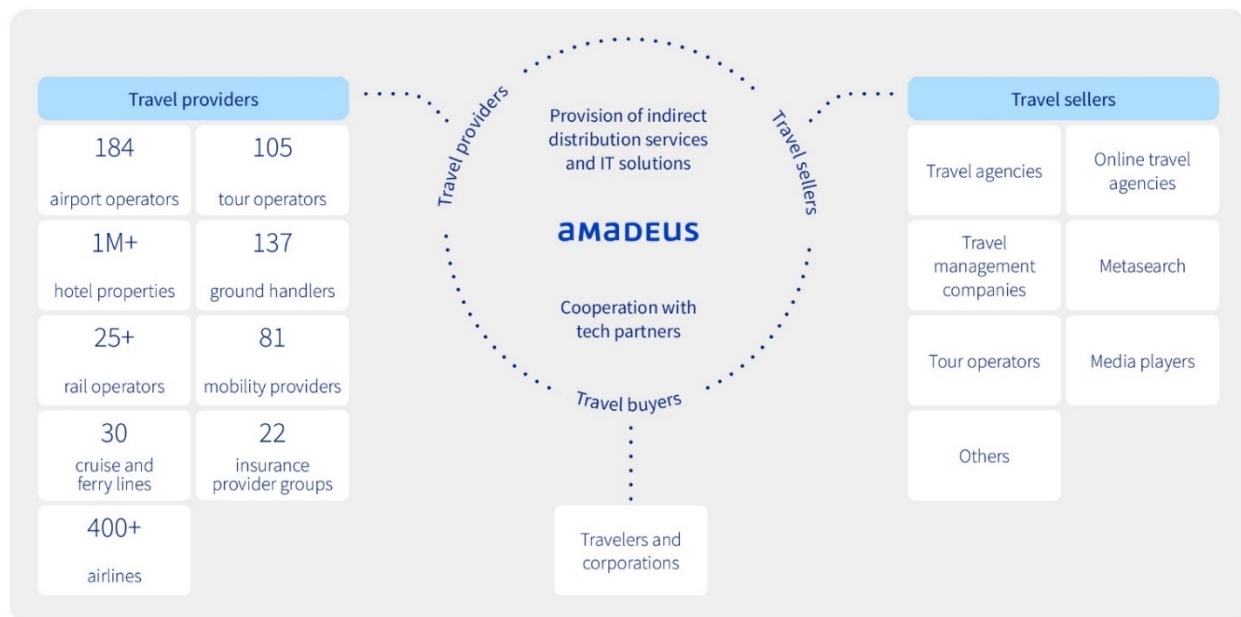 Travel providers
184
airport operators
105
tour operators
1M+
hotel properties
137
ground handlers
25+
rail operators
81
mobility providers
30
cruise and
ferry lines
22
insurance
provider groups
400+
airlines
Travel providers
Provision of indirect
distribution services
and IT solutions
Travel sellers
aMaDEUS
Cooperation with
tech partners
Travel buyers
Travelers and
corporations
Travel sellers
Travel agencies
Online travel
agencies
Travel
management
companies
Metasearch
Tour operators
Media players
Others